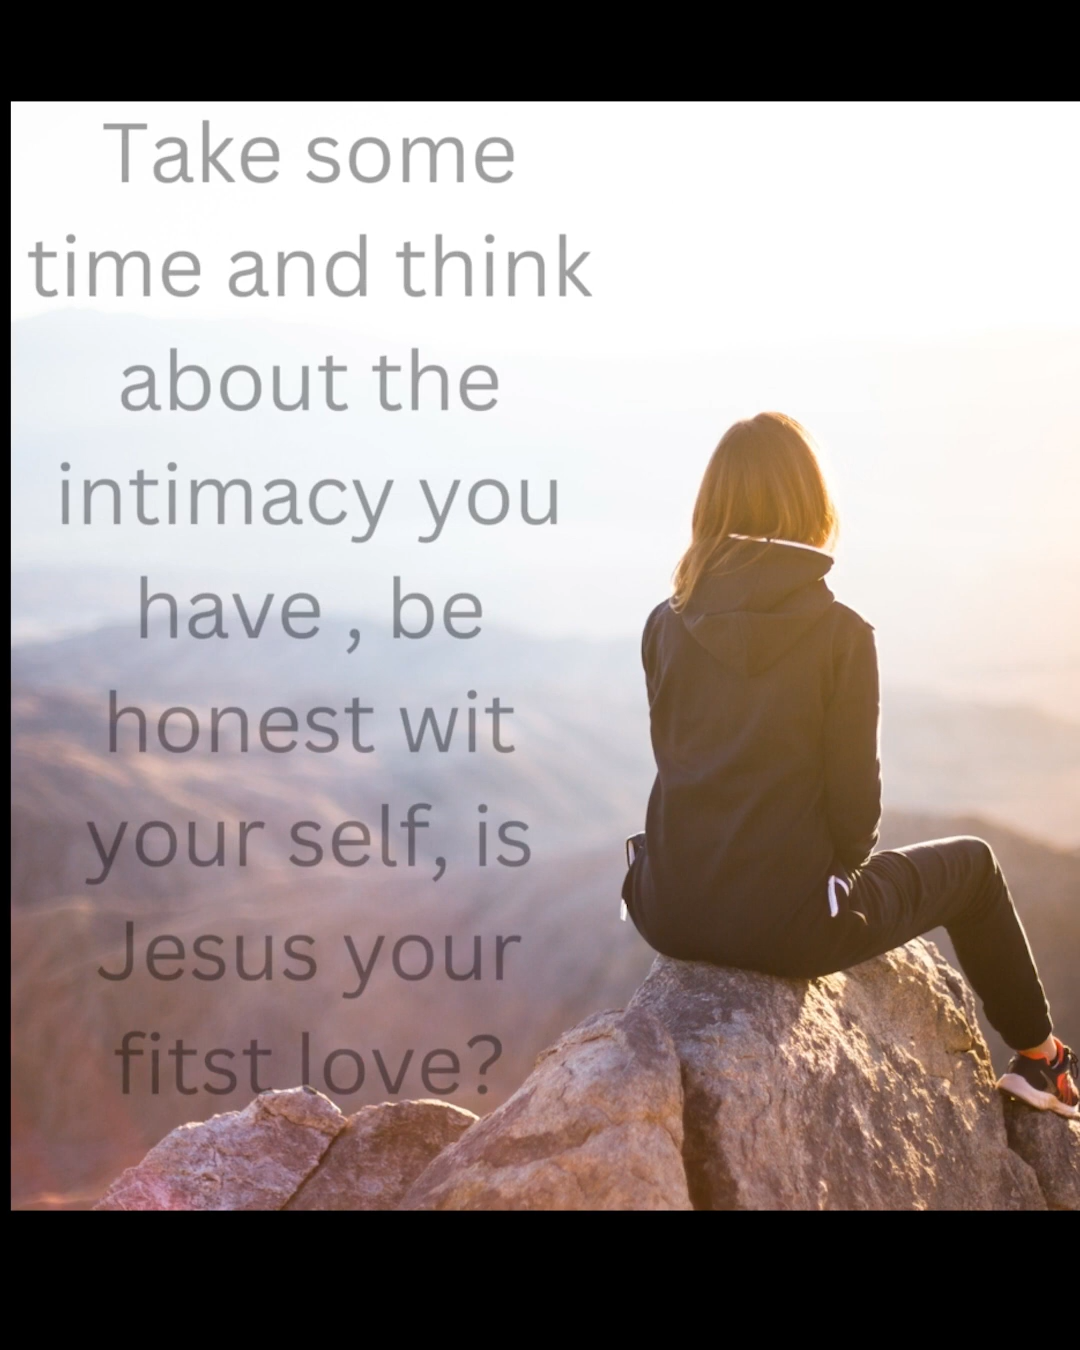 Take some
time and think
about the
intimacy you
have , be
honest wit
your self, is
Jesus your
fitst love?